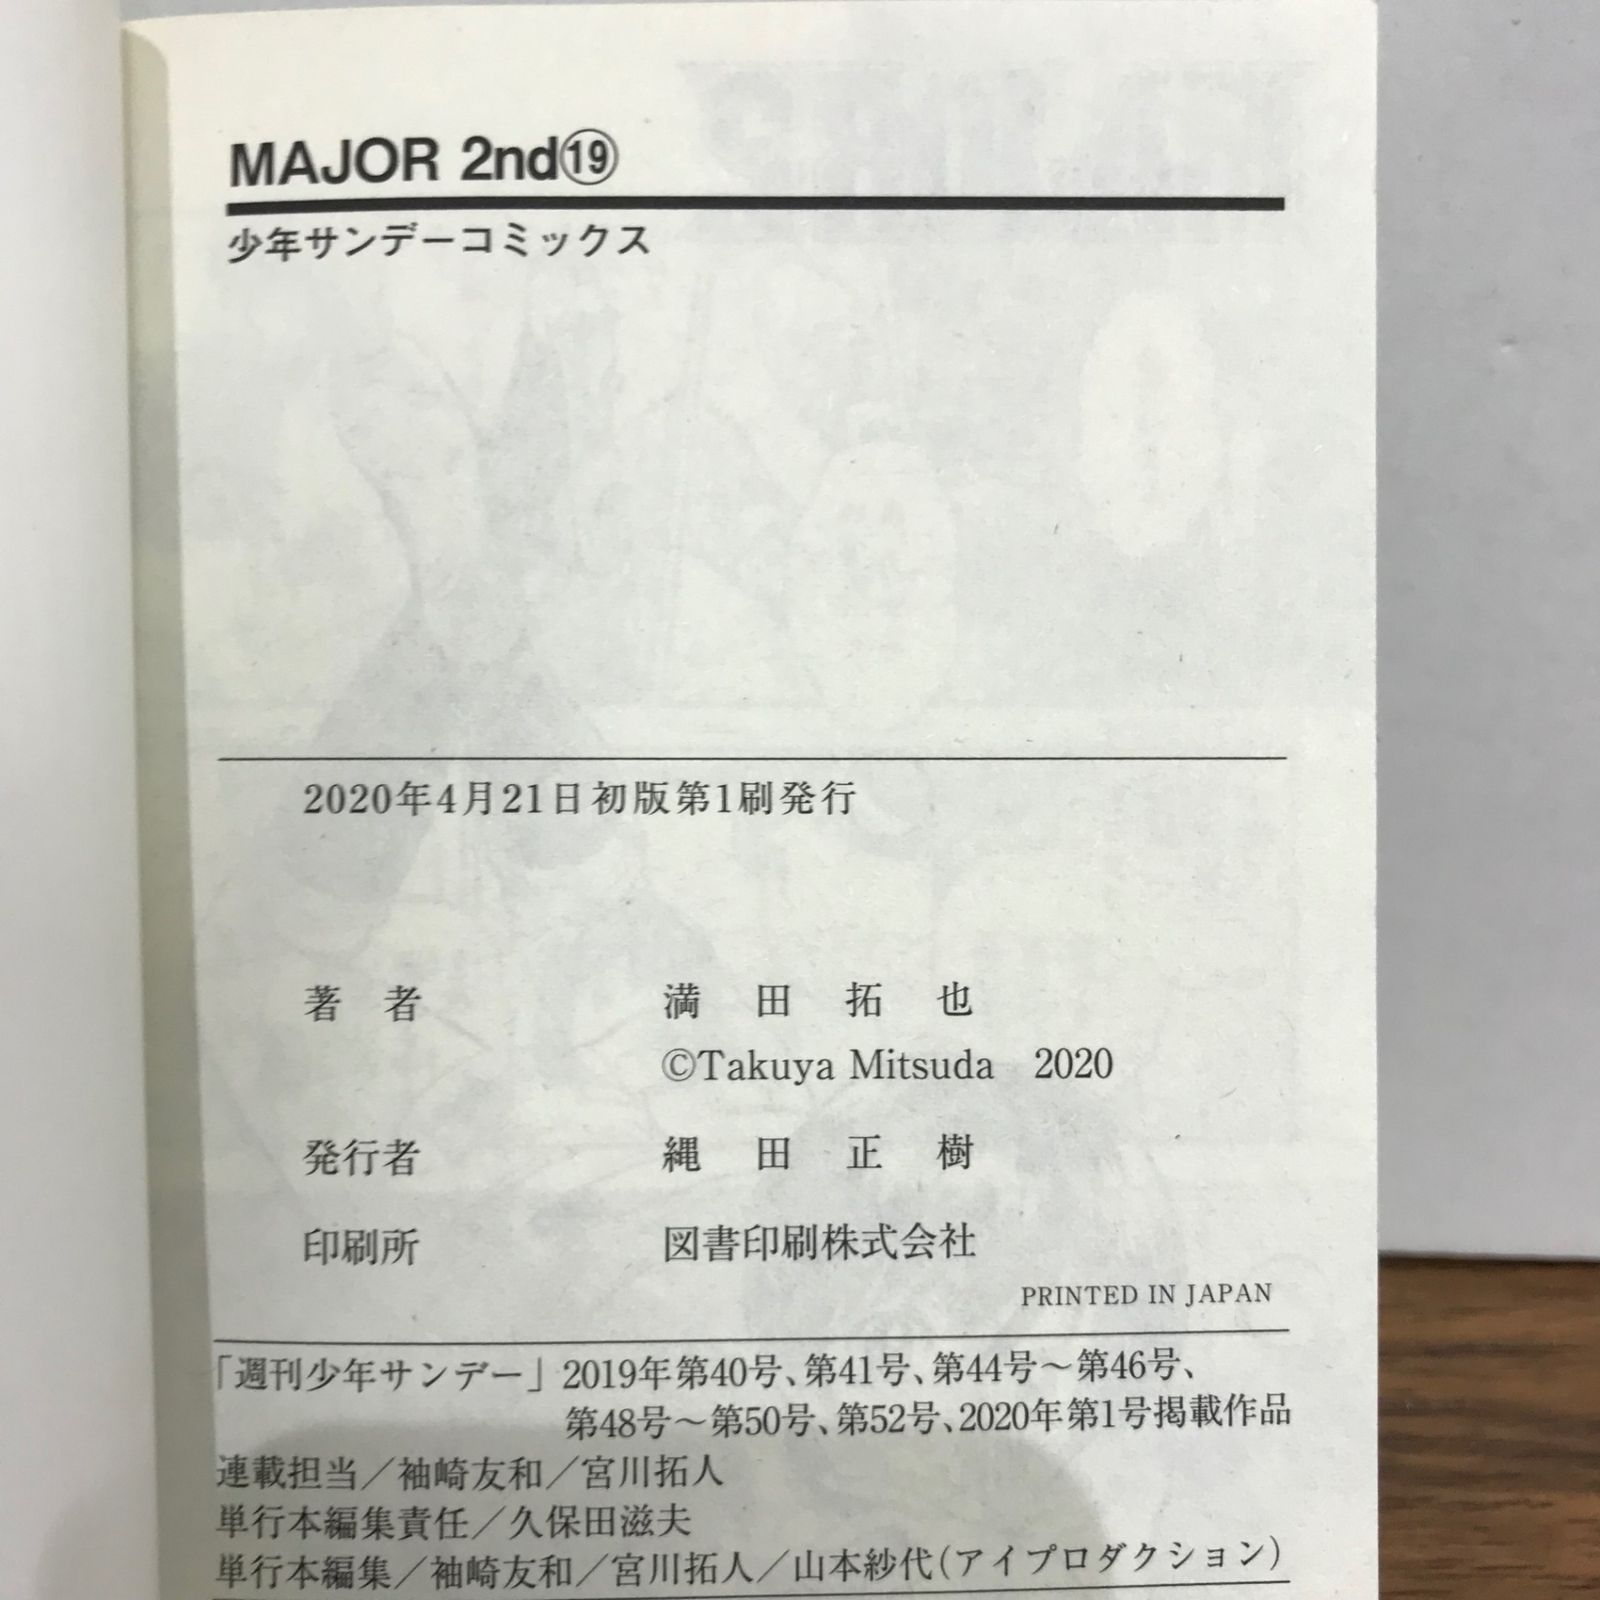 MAJOR 2nd⑲
少年サンデーコミックス
2020年4月21日初版第1刷発行
著 者 満 田 拓 也
©Takuya Mitsuda 2020
発行者 縄 田 正 樹
印刷所 図書印刷株式会社
PRINTED IN JAPAN
「週刊少年サンデー」2019年第40号、第41号、第44号〜第46号、
第48号〜第50号、第52号、2020年第1号掲載作品
連載担当／袖崎友和／宮川拓人
単行本編集責任／久保田滋夫
単行本編集／袖崎友和／宮川拓人／山本紗代(アイプロダクション)